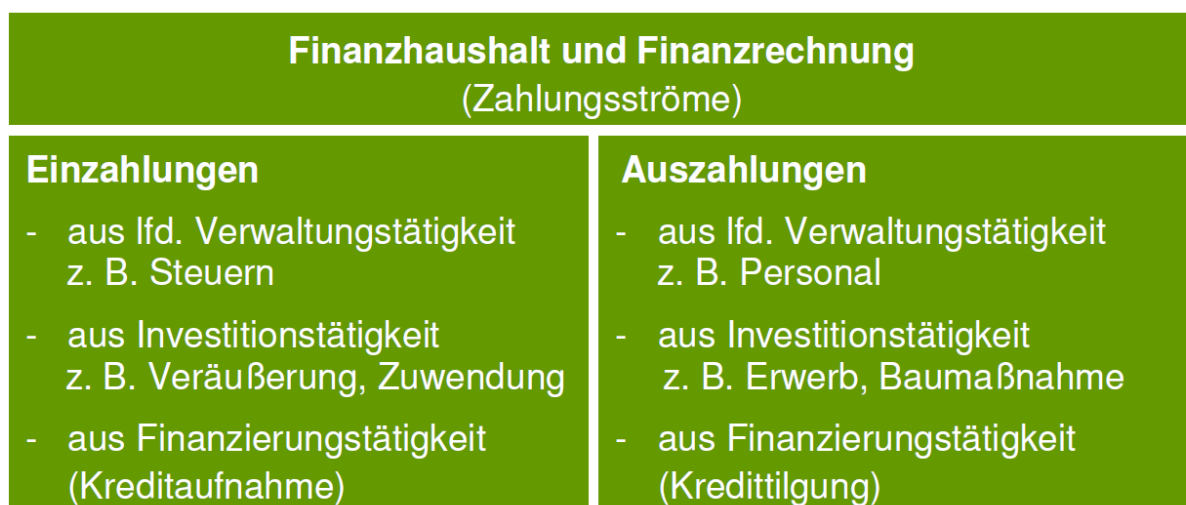 Finanzhaushalt und Finanzrechnung
(Zahlungsströme)
Einzahlungen
- aus lfd. Verwaltungstätigkeit
z. B. Steuern
- aus Investitionstätigkeit
z. B. Veräußerung, Zuwendung
- aus Finanzierungstätigkeit
(Kreditaufnahme)
Auszahlungen
- aus lfd. Verwaltungstätigkeit
z. B. Personal
- aus Investitionstätigkeit
z. B. Erwerb, Baumaßnahme
- aus Finanzierungstätigkeit
(Kredittilgung)